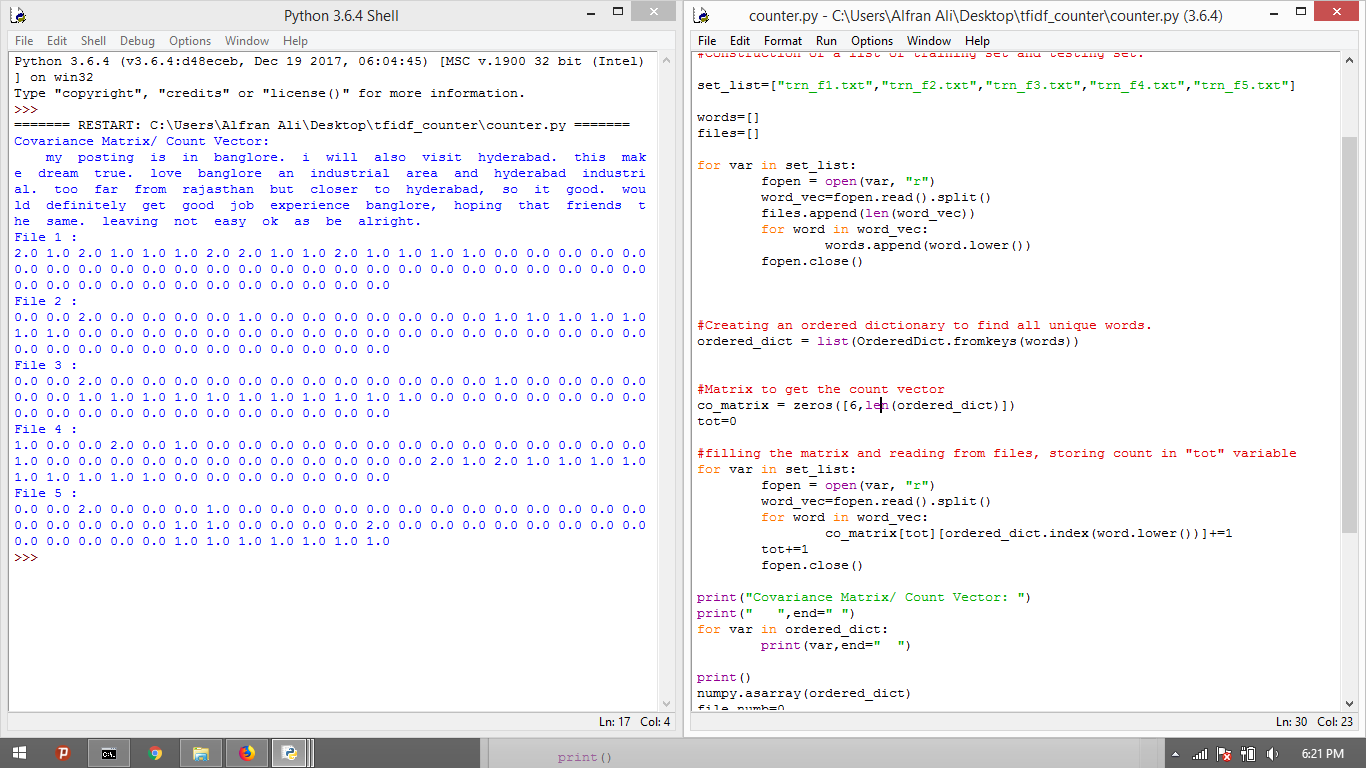 Python 3.6.4 Shell
File Edit Shell Debug Options Window Help
Python 3.6.4 (v3.6.4:d48eceb, Dec 19 2017, 06:04:45) [MSC v.1900 32 bit (Intel)
] on win32
Type "copyright", "credits" or "license()" for more information.
>>>
======= RESTART: C:\Users\Alfran Ali\Desktop\tfidf_counter\counter.py =======
Covariance Matrix/ Count Vector:
my posting is in banglore. i will also visit hyderabad. this mak
e dream true. love banglore an industrial area and hyderabad industri
al. too far from rajasthan but closer to hyderabad, so it good. wou
ld definitely get good job experience banglore, hoping that friends t
he same. leaving not easy ok as be alright.
File 1 :
2.0 1.0 2.0 1.0 1.0 1.0 2.0 2.0 1.0 1.0 2.0 1.0 1.0 1.0 1.0 0.0 0.0 0.0 0.0 0.0
0.0 0.0 0.0 0.0 0.0 0.0 0.0 0.0 0.0 0.0 0.0 0.0 0.0 0.0 0.0 0.0 0.0 0.0 0.0 0.0
0.0 0.0 0.0 0.0 0.0 0.0 0.0 0.0 0.0 0.0 0.0 0.0
File 2 :
0.0 0.0 2.0 0.0 0.0 0.0 0.0 1.0 0.0 0.0 0.0 0.0 0.0 0.0 0.0 1.0 1.0 1.0 1.0 1.0
1.0 1.0 0.0 0.0 0.0 0.0 0.0 0.0 0.0 0.0 0.0 0.0 0.0 0.0 0.0 0.0 0.0 0.0 0.0 0.0
0.0 0.0 0.0 0.0 0.0 0.0 0.0 0.0 0.0 0.0 0.0 0.0
File 3 :
0.0 0.0 2.0 0.0 0.0 0.0 0.0 0.0 0.0 0.0 0.0 0.0 0.0 0.0 0.0 1.0 0.0 0.0 0.0 0.0
0.0 0.0 1.0 1.0 1.0 1.0 1.0 1.0 1.0 1.0 1.0 1.0 1.0 0.0 0.0 0.0 0.0 0.0 0.0 0.0
0.0 0.0 0.0 0.0 0.0 0.0 0.0 0.0 0.0 0.0 0.0 0.0
File 4 :
1.0 0.0 0.0 2.0 0.0 1.0 0.0 0.0 0.0 0.0 0.0 0.0 0.0 0.0 0.0 0.0 0.0 0.0 0.0 0.0
1.0 0.0 0.0 0.0 0.0 0.0 0.0 0.0 0.0 0.0 0.0 0.0 0.0 2.0 1.0 2.0 1.0 1.0 1.0 1.0
1.0 1.0 1.0 1.0 1.0 0.0 0.0 0.0 0.0 0.0 0.0 0.0
File 5 :
0.0 0.0 2.0 0.0 0.0 0.0 1.0 0.0 0.0 0.0 0.0 0.0 0.0 0.0 0.0 0.0 0.0 0.0 0.0 0.0
0.0 0.0 0.0 0.0 0.0 1.0 1.0 0.0 0.0 0.0 0.0 2.0 0.0 0.0 0.0 0.0 0.0 0.0 0.0 0.0
0.0 0.0 0.0 0.0 0.0 1.0 1.0 1.0 1.0 1.0 1.0 1.0
>>>
Ln: 17 Col: 4
counter.py - C:\Users\Alfran Ali\Desktop\tfidf_counter\counter.py (3.6.4)
File Edit Format Run Options Window Help
#Construction of a list of training set and testing set.
set_list=["trn_f1.txt","trn_f2.txt","trn_f3.txt","trn_f4.txt","trn_f5.txt"]
words=[]
files=[]
for var in set_list:
fopen = open(var, "r")
word_vec=fopen.read().split()
files.append(len(word_vec))
for word in word_vec:
words.append(word.lower())
fopen.close()
#Creating an ordered dictionary to find all unique words.
ordered_dict = list(OrderedDict.fromkeys(words))
#Matrix to get the count vector
co_matrix = zeros([6,len(ordered_dict)])
tot=0
#filling the matrix and reading from files, storing count in "tot" variable
for var in set_list:
fopen = open(var, "r")
word_vec=fopen.read().split()
for word in word_vec:
co_matrix[tot][ordered_dict.index(word.lower())]+=1
tot+=1
fopen.close()
print("Covariance Matrix/ Count Vector: ")
print("   ",end=" ")
for var in ordered_dict:
print(var,end="  ")
print()
numpy.asarray(ordered_dict)
file_numb=0
Ln: 30 Col: 23
print()
6:21 PM